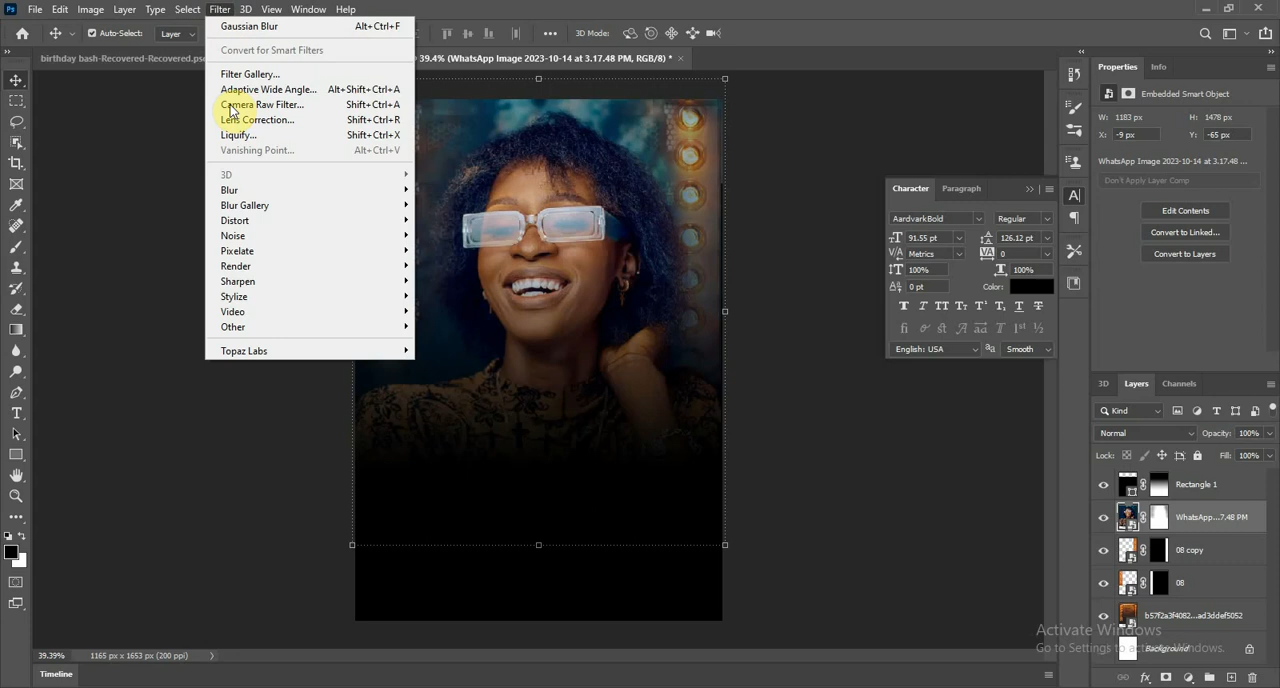 Ps File Edit Image Layer Type Select Filter 3D View Window Help
Auto-Select: Layer
3D Mode:
birthday bash-Recovered-Recovered.psd
39.4% (WhatsApp Image 2023-10-14 at 3.17.48 PM, RGB/8) *
Gaussian Blur Alt+Ctrl+F
Convert for Smart Filters
Filter Gallery...
Adaptive Wide Angle... Alt+Shift+Ctrl+A
Camera Raw Filter... Shift+Ctrl+A
Lens Correction... Shift+Ctrl+R
Liquify... Shift+Ctrl+X
Vanishing Point... Alt+Ctrl+V
3D
Blur
Blur Gallery
Distort
Noise
Pixelate
Render
Sharpen
Stylize
Video
Other
Topaz Labs
Character Paragraph
AardvarkBold Regular
91.55 pt 126.12 pt
Metrics 0
100% 100%
0 pt Color:
English: USA Smooth
Properties Info
Embedded Smart Object
W: 1183 px H: 1478 px
X: -9 px Y: -65 px
WhatsApp Image 2023-10-14 at 3.17.48 ...
Don't Apply Layer Comp
Edit Contents
Convert to Linked...
Convert to Layers
3D Layers Channels
Kind
Normal Opacity: 100%
Lock: Fill: 100%
Rectangle 1
WhatsApp...7.48 PM
08 copy
08
b57f2a3f4082...ad3ddef5052
Background
Activate Windows
Go to Settings to activate Windows.
39.39% 1165 px x 1653 px (200 ppi)
Timeline